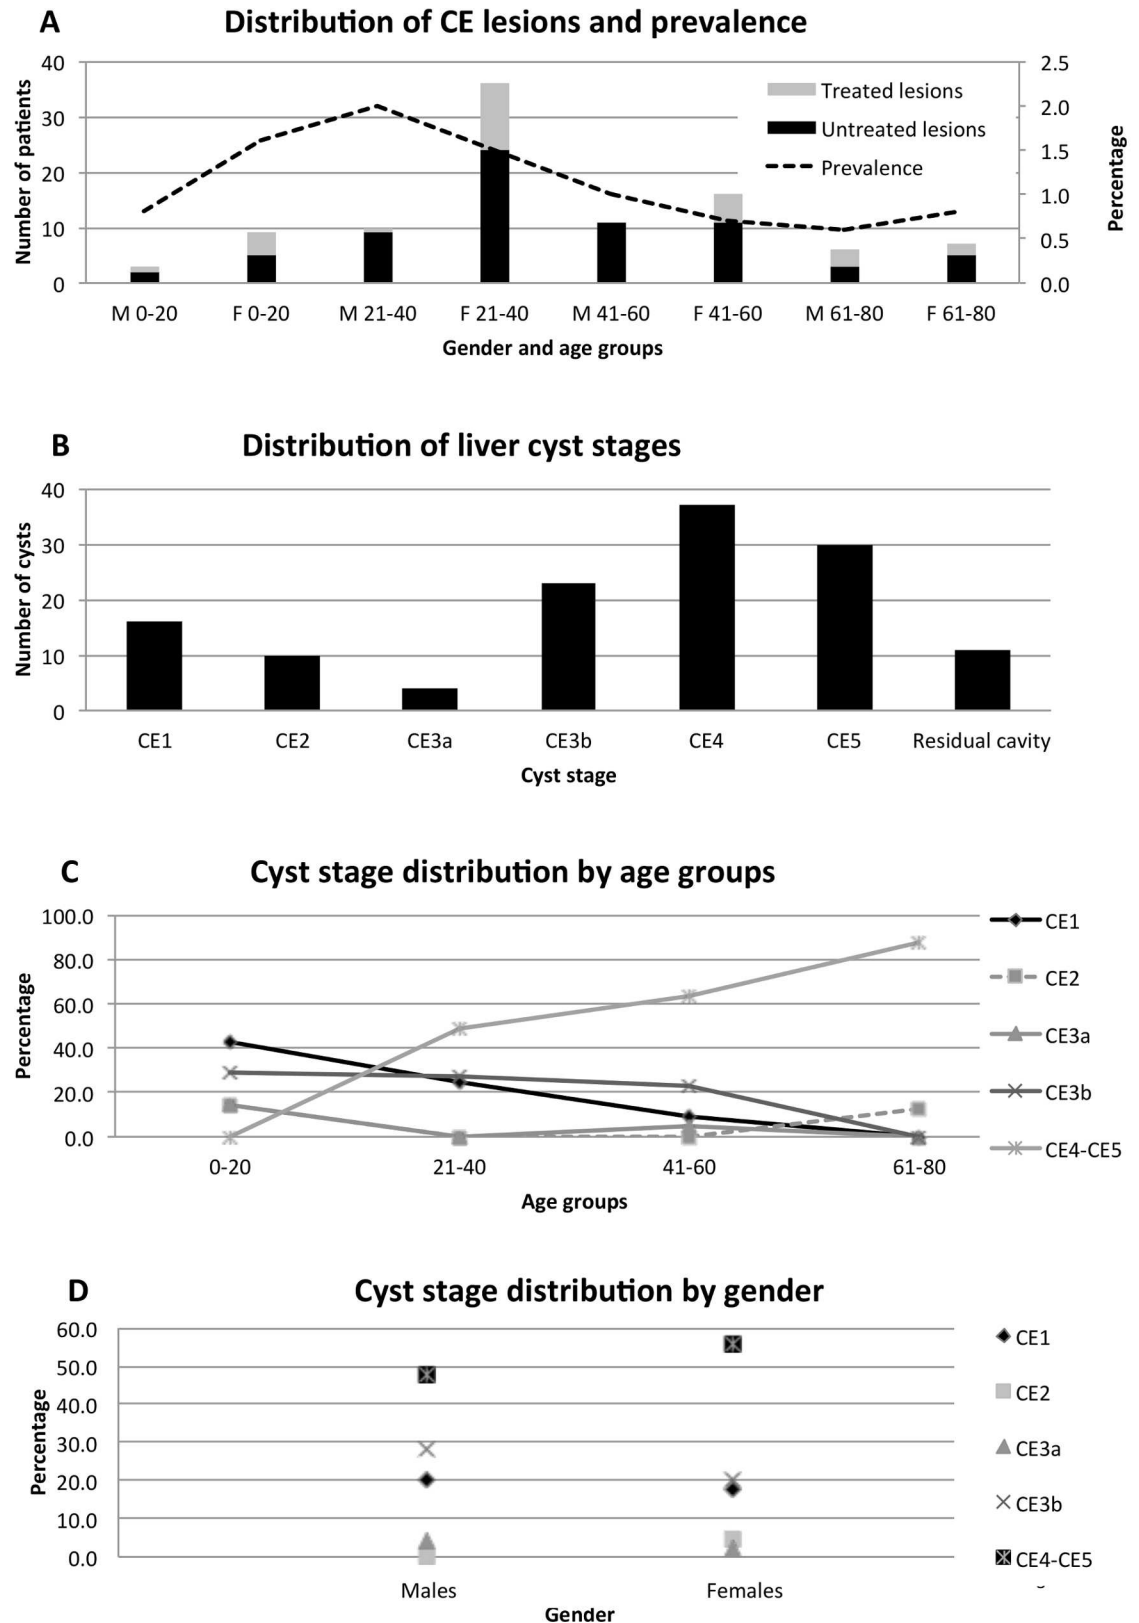 A Distribution of CE lesions and prevalence
40
30
20
10
0
Number of patients
2.5
2.0
1.5
1.0
0.5
0.0
Percentage
Treated lesions
Untreated lesions
Prevalence
M 0-20 F 0-20 M 21-40 F 21-40 M 41-60 F 41-60 M 61-80 F 61-80
Gender and age groups
B Distribution of liver cyst stages
40
30
20
10
0
Number of cysts
CE1 CE2 CE3a CE3b CE4 CE5 Residual cavity
Cyst stage
C Cyst stage distribution by age groups
100.0
80.0
60.0
40.0
20.0
0.0
Percentage
CE1
CE2
CE3a
CE3b
CE4-CE5
0-20 21-40 41-60 61-80
Age groups
D Cyst stage distribution by gender
60.0
50.0
40.0
30.0
20.0
10.0
0.0
Percentage
CE1
CE2
CE3a
CE3b
CE4-CE5
Males Females
Gender